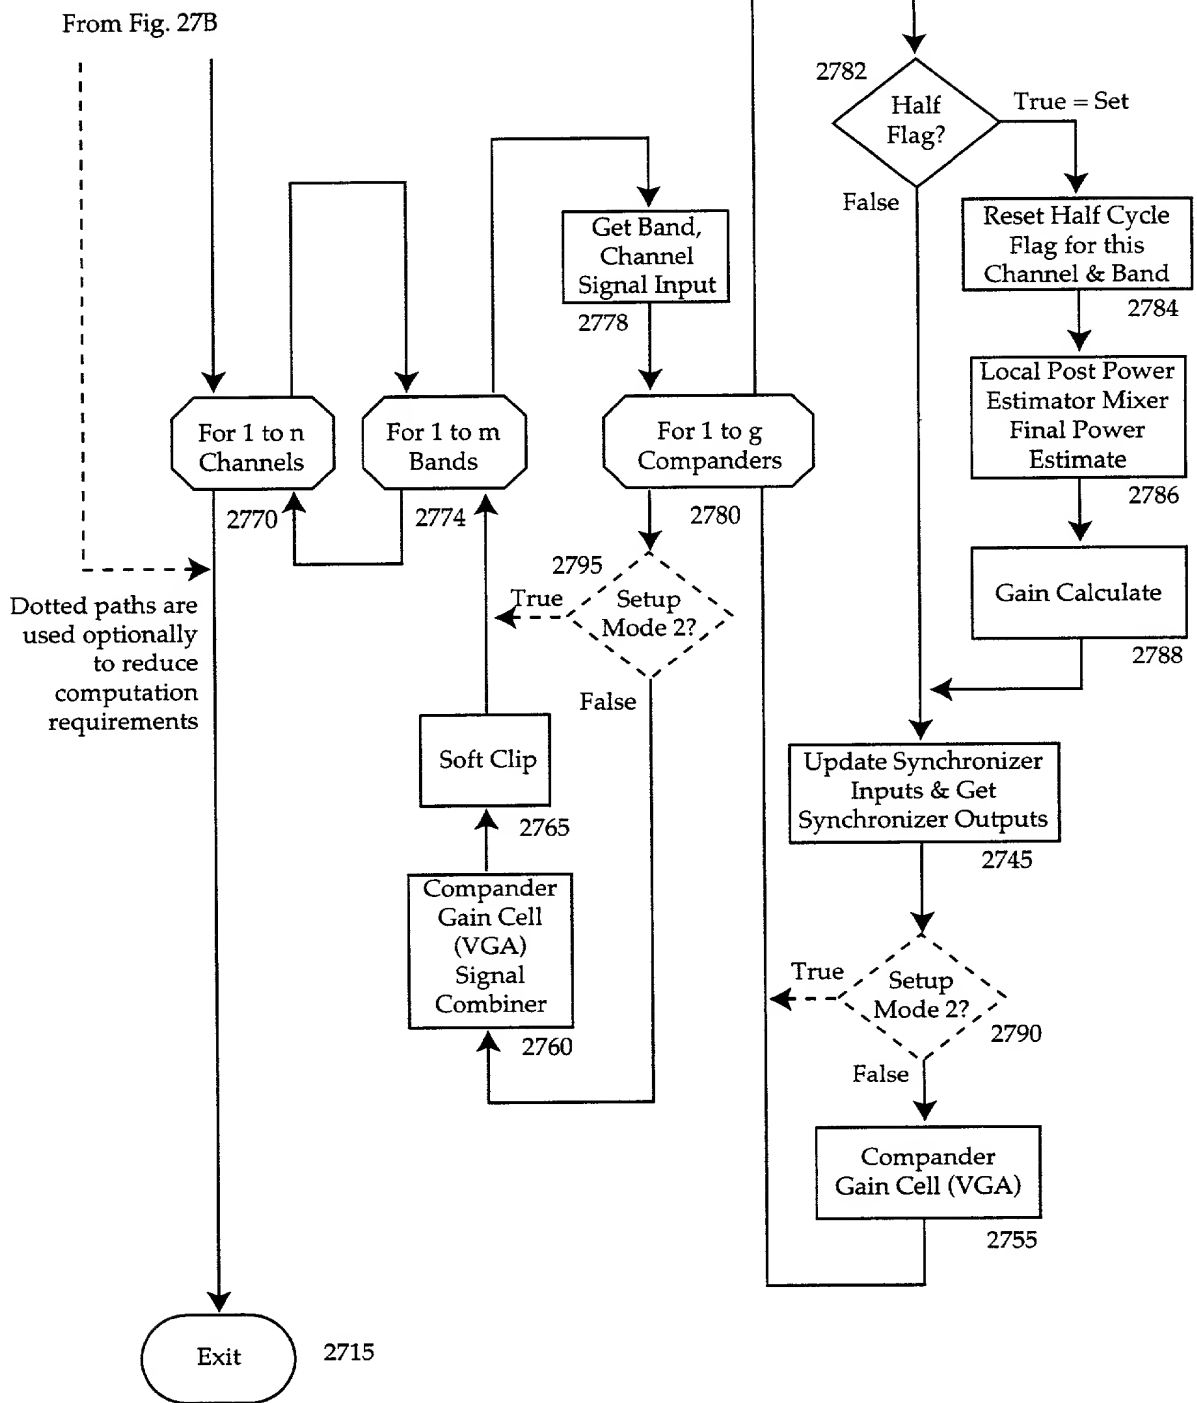 From Fig. 27B
2782
Half
Flag?
True = Set
False
Reset Half Cycle
Flag for this
Channel & Band
2784
Get Band,
Channel
Signal Input
2778
Local Post Power
Estimator Mixer
Final Power
Estimate
2786
For 1 to n
Channels
2770
For 1 to m
Bands
2774
For 1 to g
Companders
2780
2795
True
Setup
Mode 2?
False
Gain Calculate
2788
Dotted paths are
used optionally
to reduce
computation
requirements
Soft Clip
2765
Update Synchronizer
Inputs & Get
Synchronizer Outputs
2745
Compander
Gain Cell
(VGA)
Signal
Combiner
2760
True
Setup
Mode 2?
2790
False
Compander
Gain Cell (VGA)
2755
Exit
2715